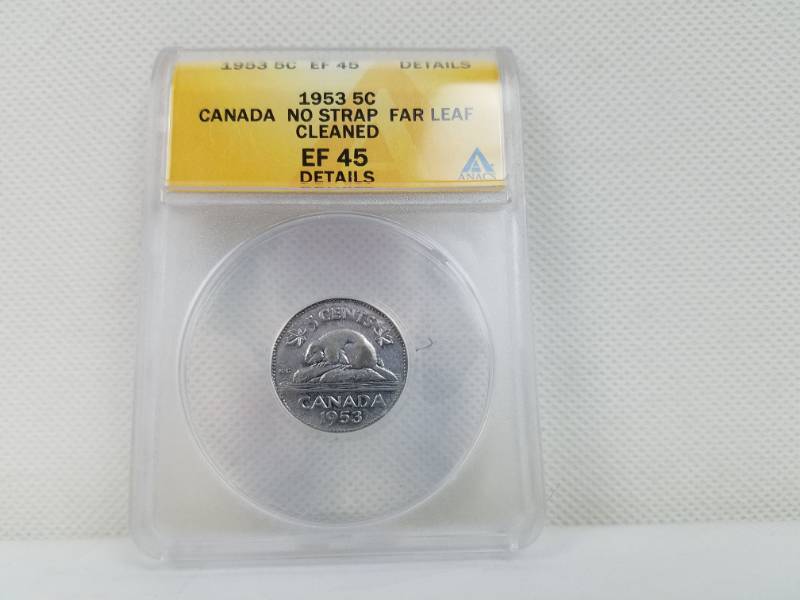 1953 5C EF 45 DETAILS
1953 5C
CANADA NO STRAP FAR LEAF
CLEANED
EF 45
DETAILS
ANACS
5 CENTS
CANADA
1953